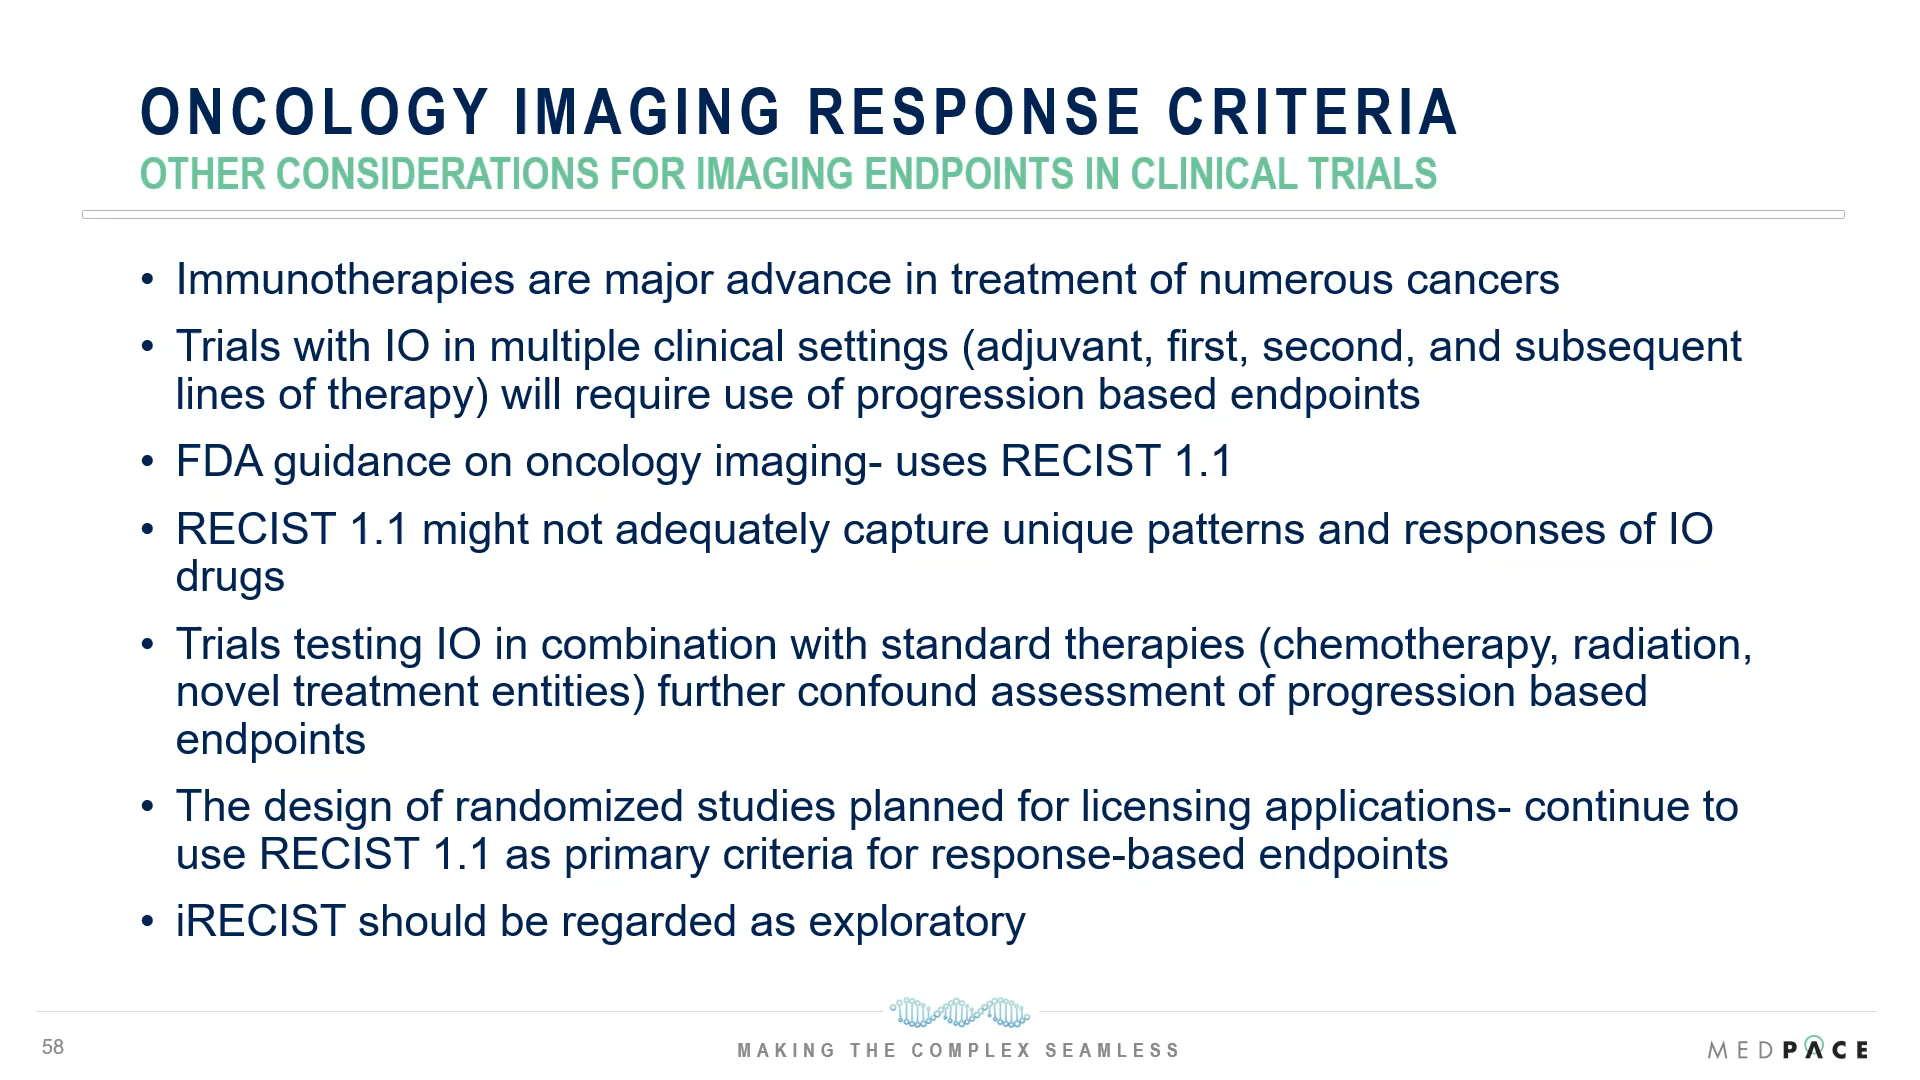 ONCOLOGY IMAGING RESPONSE CRITERIA
OTHER CONSIDERATIONS FOR IMAGING ENDPOINTS IN CLINICAL TRIALS
• Immunotherapies are major advance in treatment of numerous cancers
• Trials with IO in multiple clinical settings (adjuvant, first, second, and subsequent
lines of therapy) will require use of progression based endpoints
• FDA guidance on oncology imaging- uses RECIST 1.1
• RECIST 1.1 might not adequately capture unique patterns and responses of IO
drugs
• Trials testing IO in combination with standard therapies (chemotherapy, radiation,
novel treatment entities) further confound assessment of progression based
endpoints
• The design of randomized studies planned for licensing applications- continue to
use RECIST 1.1 as primary criteria for response-based endpoints
• iRECIST should be regarded as exploratory
58
MAKING THE COMPLEX SEAMLESS
MEDPACE